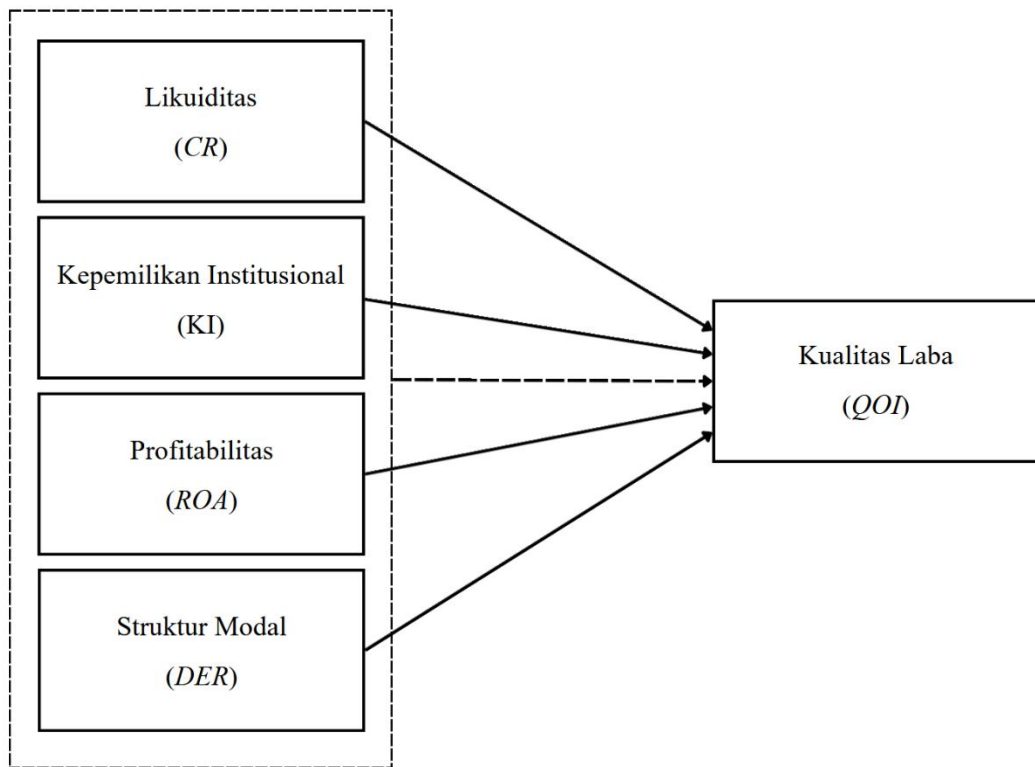 Likuiditas
(CR)
Kepemilikan Institusional
(KI)
Profitabilitas
(ROA)
Struktur Modal
(DER)
Kualitas Laba
(QOI)